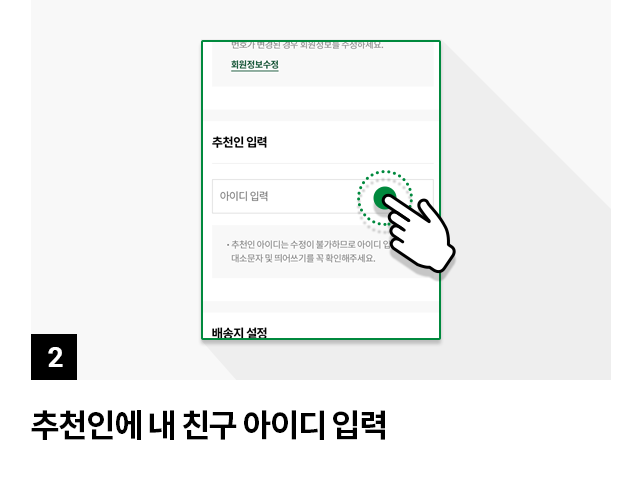 번호가 변경된 경우 회원정보를 수정하세요.
회원정보수정
추천인 입력
아이디 입력
• 추천인 아이디는 수정이 불가하므로 아이디
대소문자 및 띄어쓰기를 꼭 확인해주세요.
배송지 설정
2
추천인에 내 친구 아이디 입력